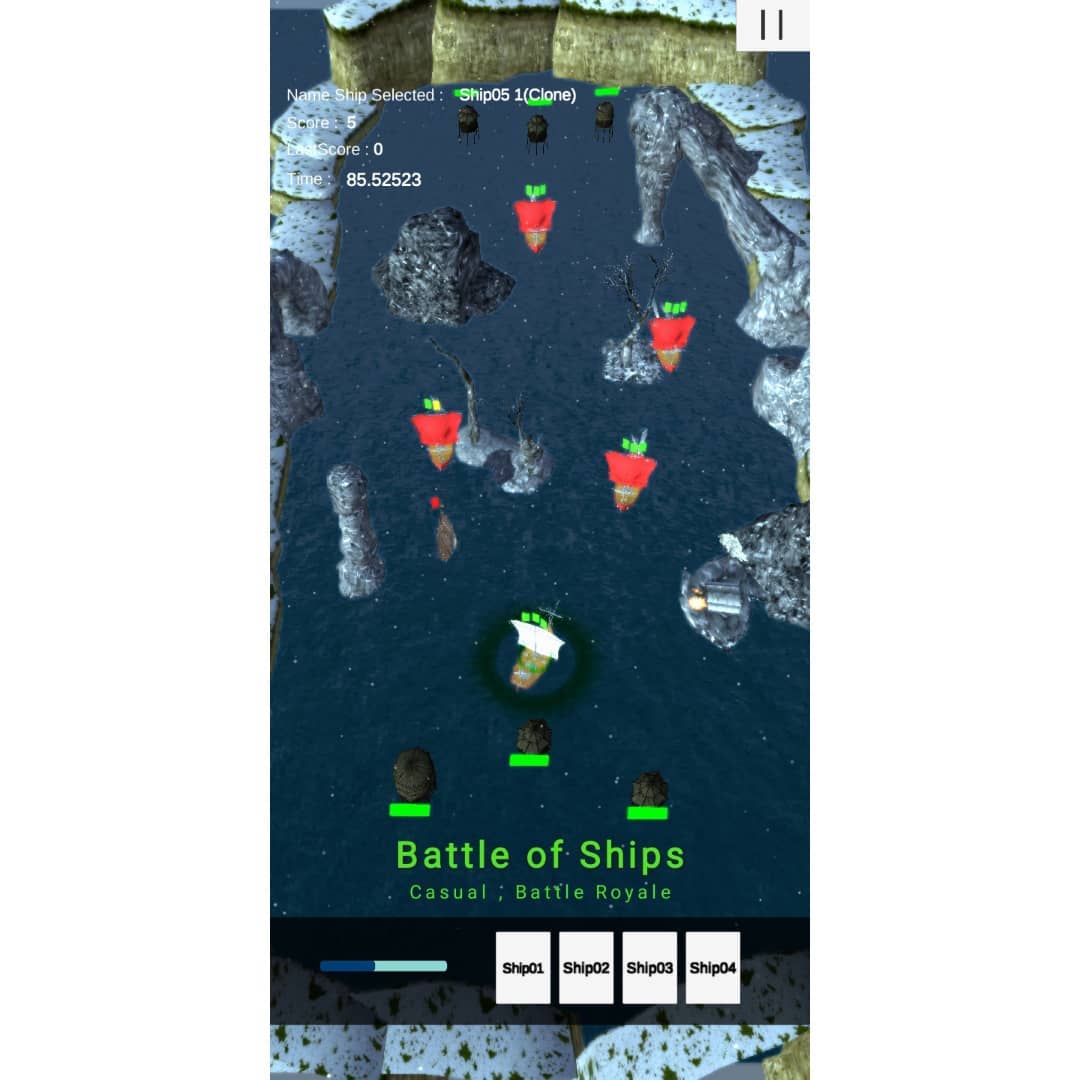 Name Ship Selected : Ship05 1(Clone)
Score : 5
LastScore : 0
Time : 85.52523
Battle of Ships
Casual , Battle Royale
Ship01 Ship02 Ship03 Ship04